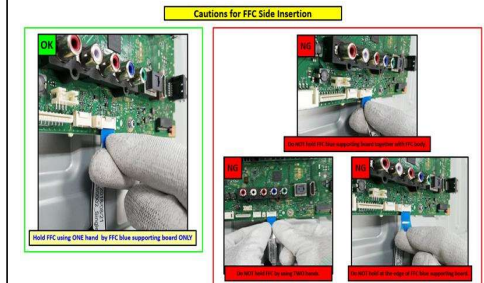 Cautions for FFC Side Insertion
OK
Hold FFC using ONE hand by FFC blue supporting board ONLY
NG
Do NOT hold FFC blue supporting board together with FFC body
NG
Do NOT hold FFC by using TWO hands
NG
Do NOT hold at the edge of FFC blue supporting board